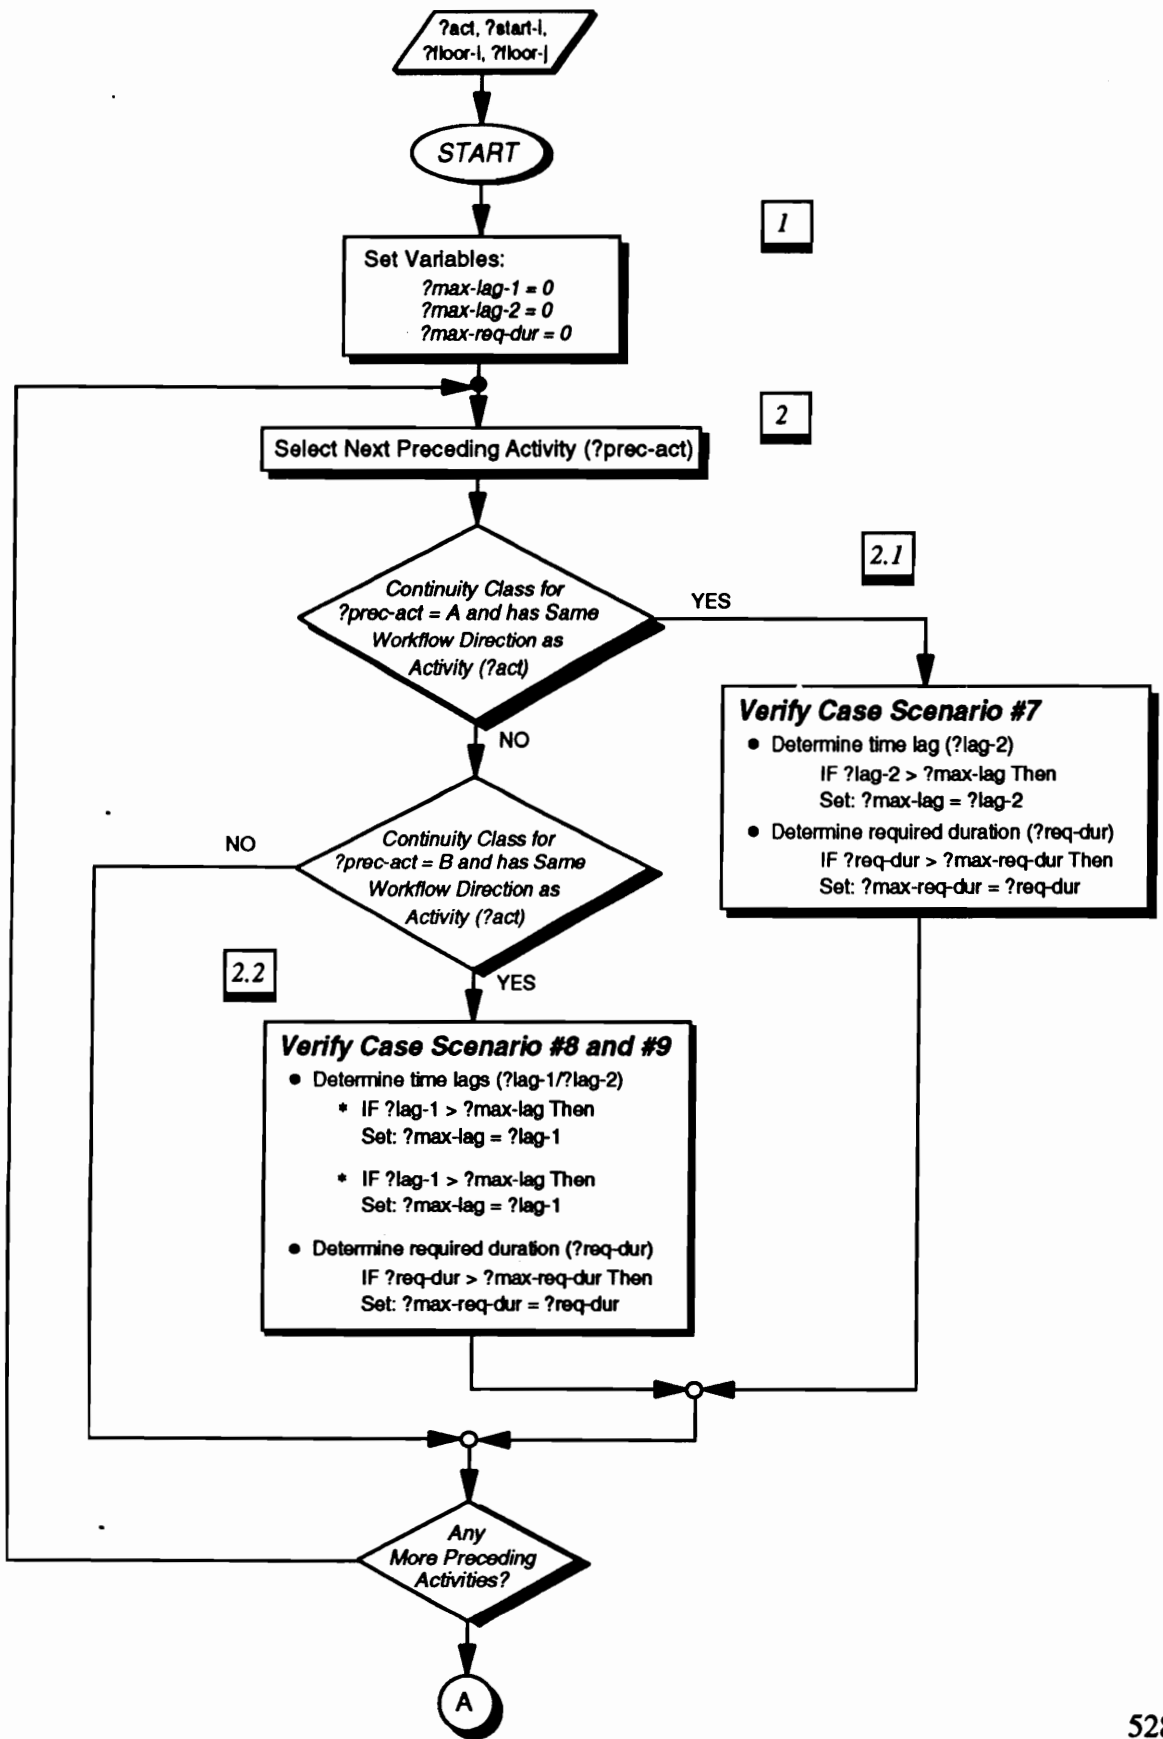 ?act, ?start-i,
?floor-i, ?floor-j
START
1
Set Variables:
?max-lag-1 = 0
?max-lag-2 = 0
?max-req-dur = 0
2
Select Next Preceding Activity (?prec-act)
2.1
Continuity Class for
?prec-act = A and has Same
Workflow Direction as
Activity (?act)
YES
NO
Verify Case Scenario #7
• Determine time lag (?lag-2)
IF ?lag-2 > ?max-lag Then
Set: ?max-lag = ?lag-2
• Determine required duration (?req-dur)
IF ?req-dur > ?max-req-dur Then
Set: ?max-req-dur = ?req-dur
Continuity Class for
?prec-act = B and has Same
Workflow Direction as
Activity (?act)
NO
YES
2.2
Verify Case Scenario #8 and #9
• Determine time lags (?lag-1/?lag-2)
* IF ?lag-1 > ?max-lag Then
Set: ?max-lag = ?lag-1
* IF ?lag-1 > ?max-lag Then
Set: ?max-lag = ?lag-1
• Determine required duration (?req-dur)
IF ?req-dur > ?max-req-dur Then
Set: ?max-req-dur = ?req-dur
Any
More Preceding
Activities?
A
528